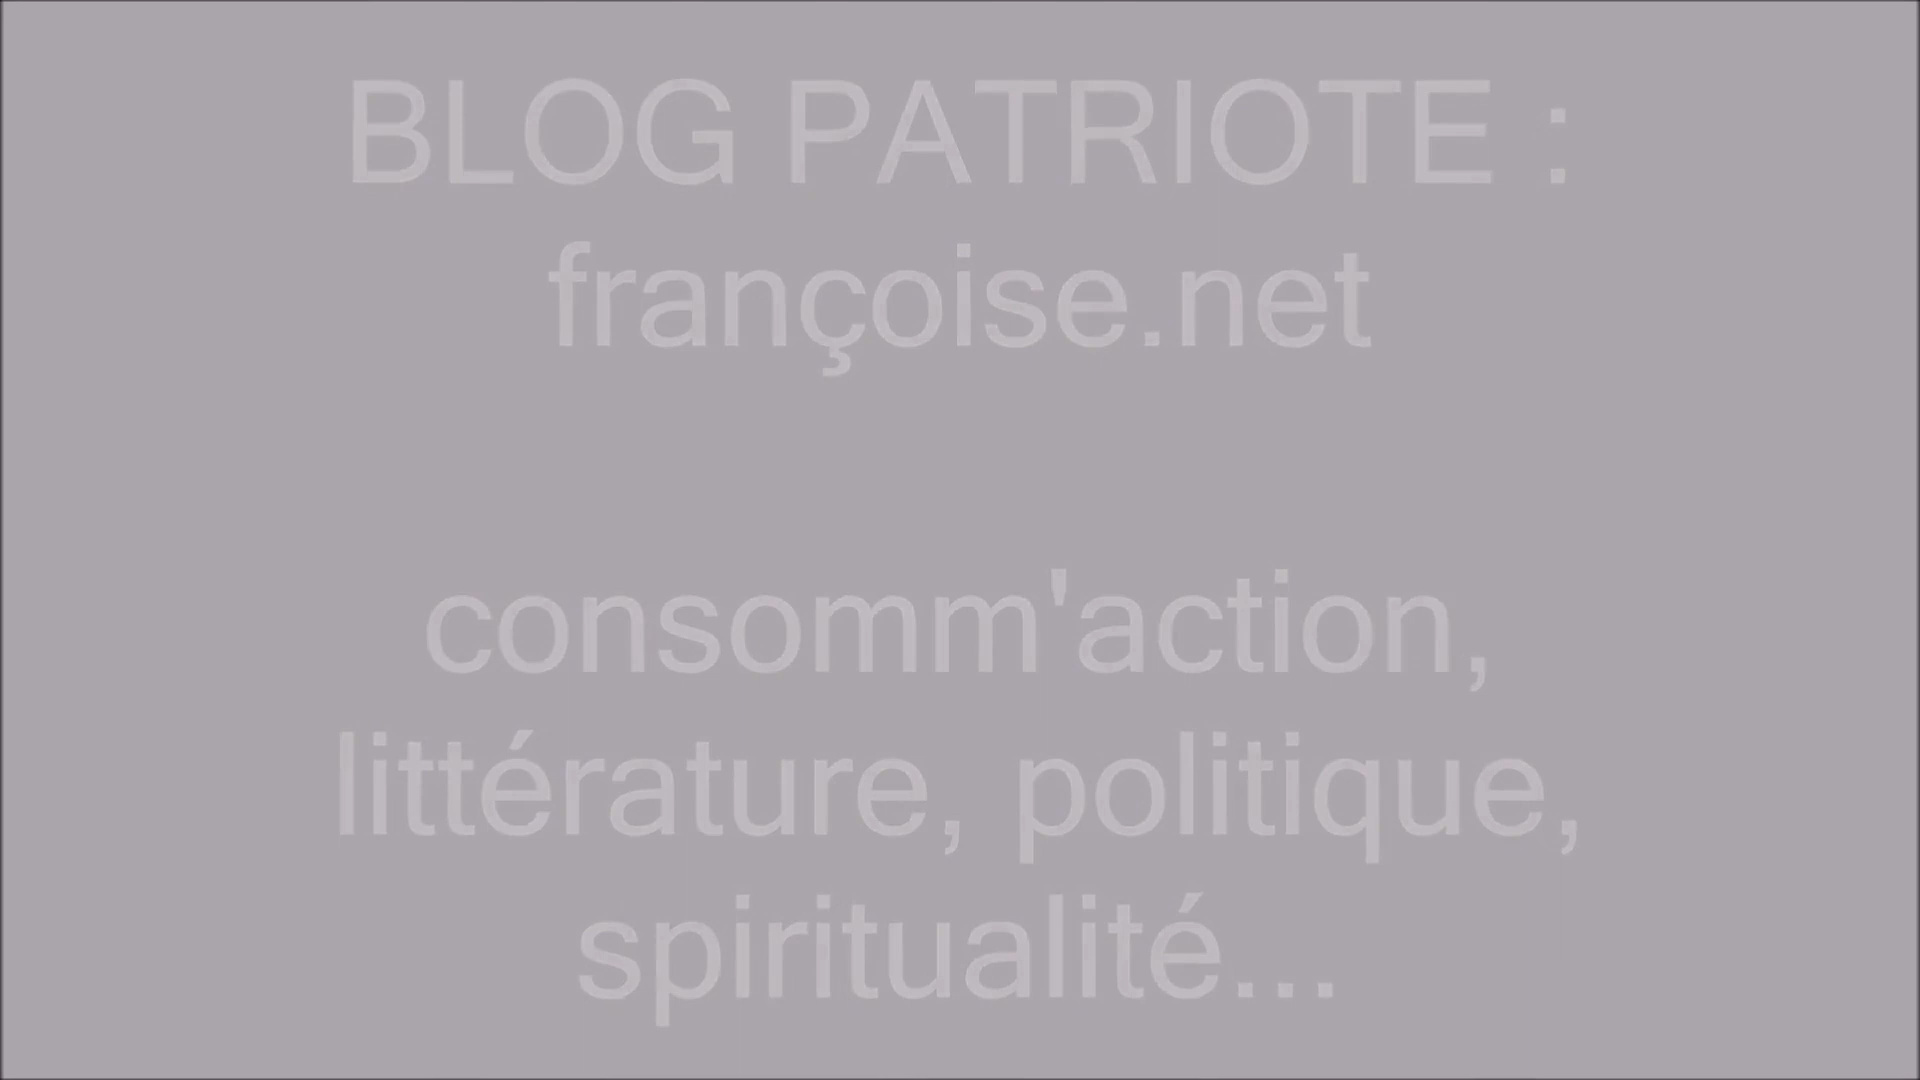 BLOG PATRIOTE :
françoise.net
consomm'action,
littérature, politique,
spiritualité...